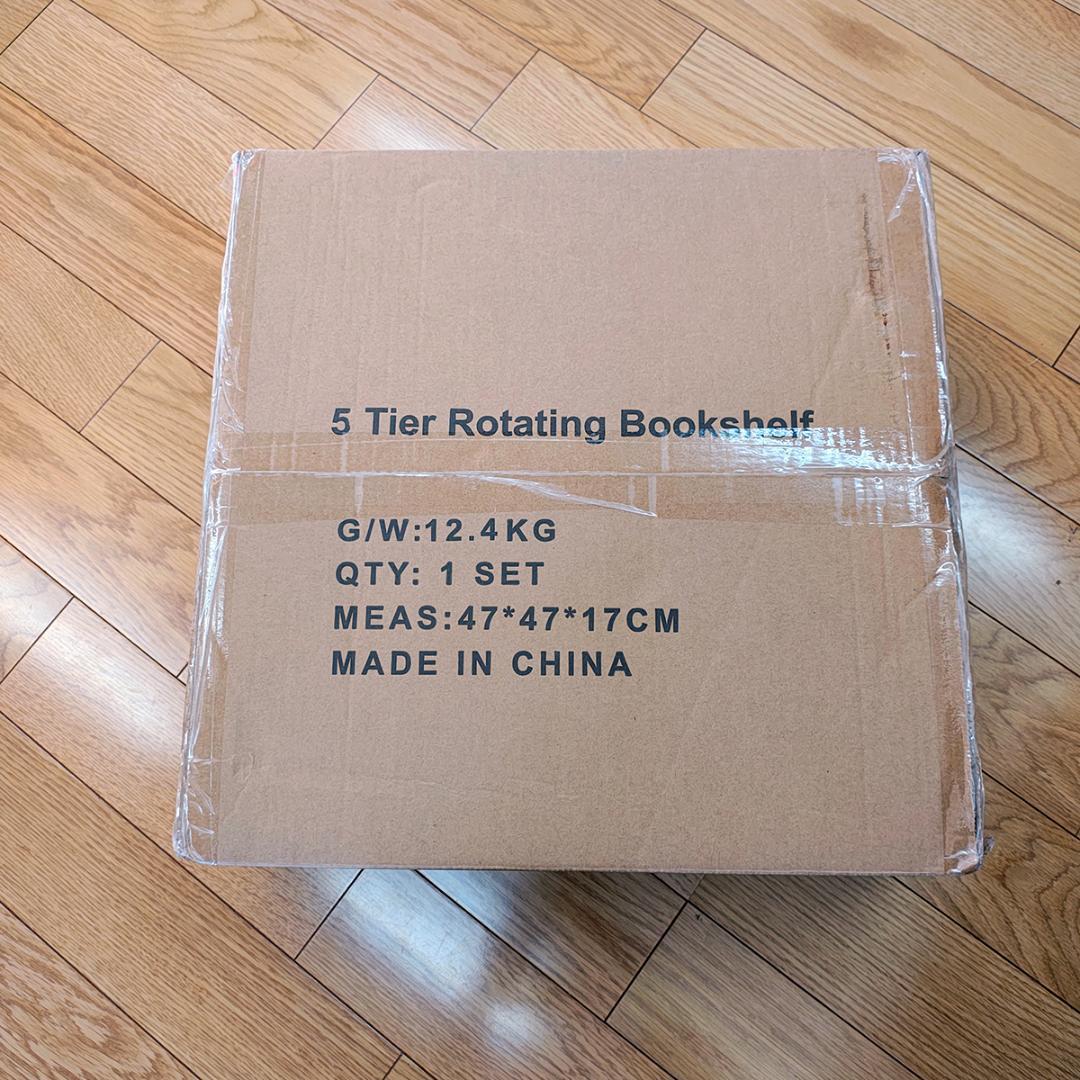 5 Tier Rotating Bookshelf
G/W:12.4KG
QTY: 1 SET
MEAS:47*47*17CM
MADE IN CHINA